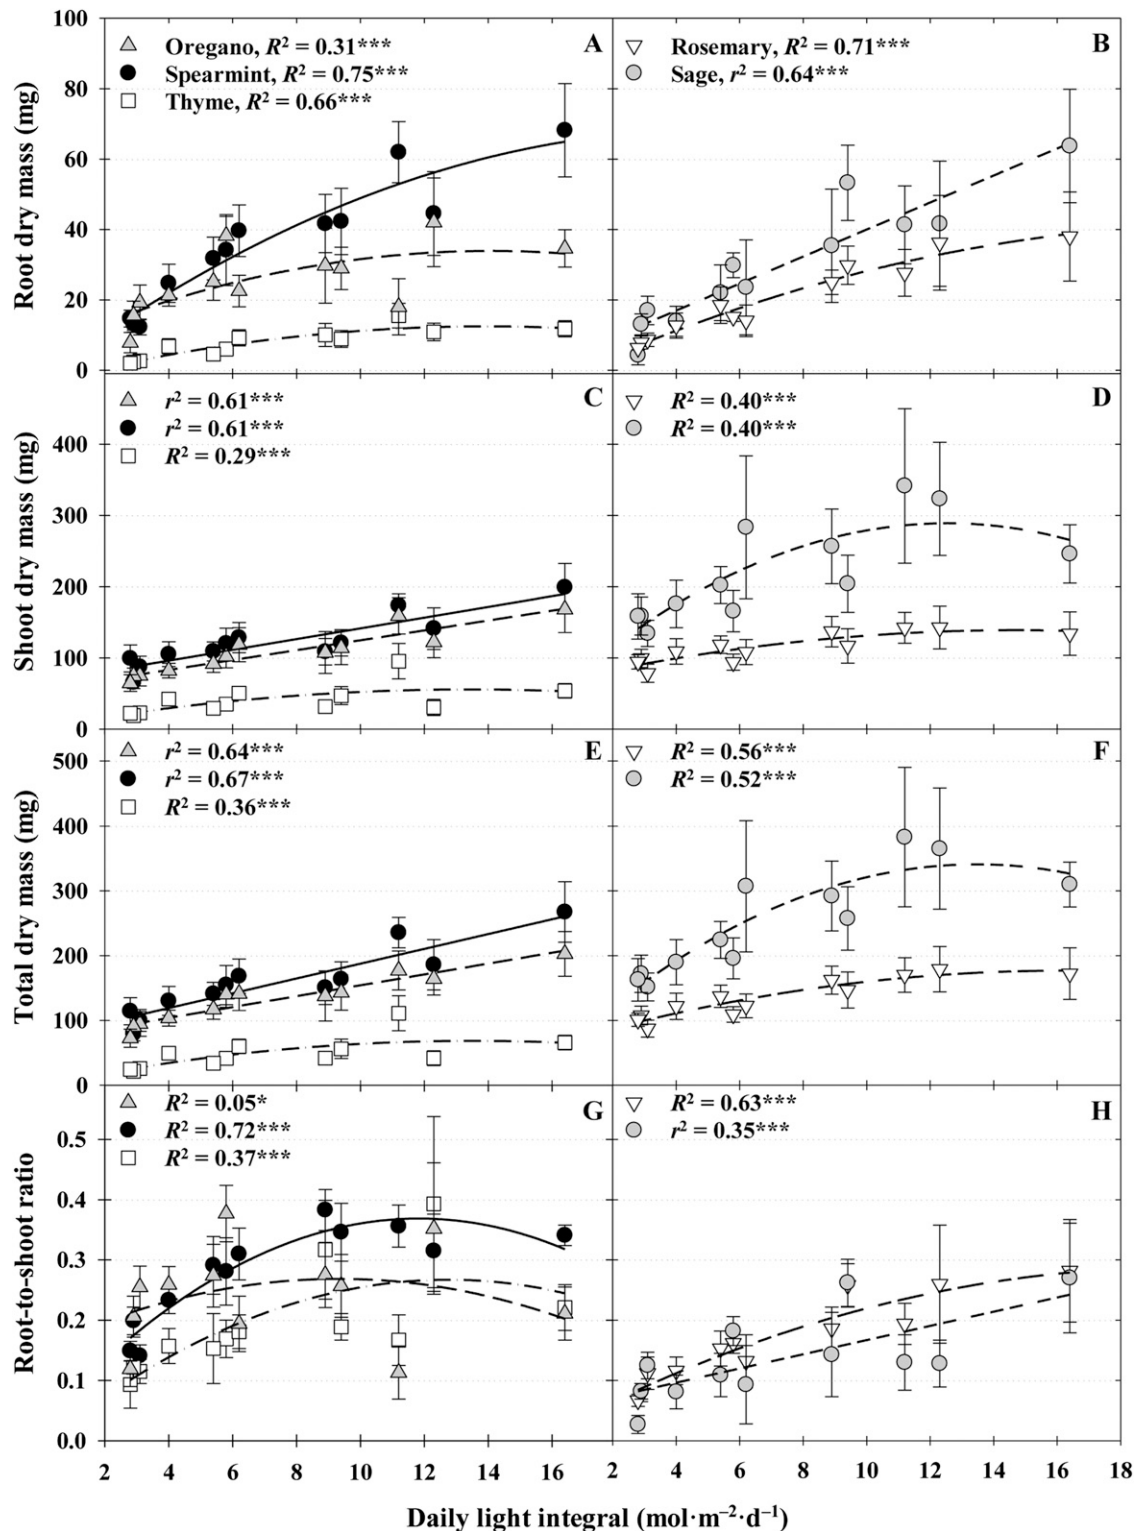 A
Oregano, R² = 0.31***
Spearmint, R² = 0.75***
Thyme, R² = 0.66***
B
Rosemary, R² = 0.71***
Sage, r² = 0.64***
Root dry mass (mg)
100
80
60
40
20
0
C
r² = 0.61***
r² = 0.61***
R² = 0.29***
D
R² = 0.40***
R² = 0.40***
Shoot dry mass (mg)
400
300
200
100
0
E
r² = 0.64***
r² = 0.67***
R² = 0.36***
F
R² = 0.56***
R² = 0.52***
Total dry mass (mg)
500
400
300
200
100
0
G
R² = 0.05*
R² = 0.72***
R² = 0.37***
H
R² = 0.63***
r² = 0.35***
Root-to-shoot ratio
0.5
0.4
0.3
0.2
0.1
0.0
2 4 6 8 10 12 14 16 2 4 6 8 10 12 14 16 18
Daily light integral (mol·m⁻²·d⁻¹)